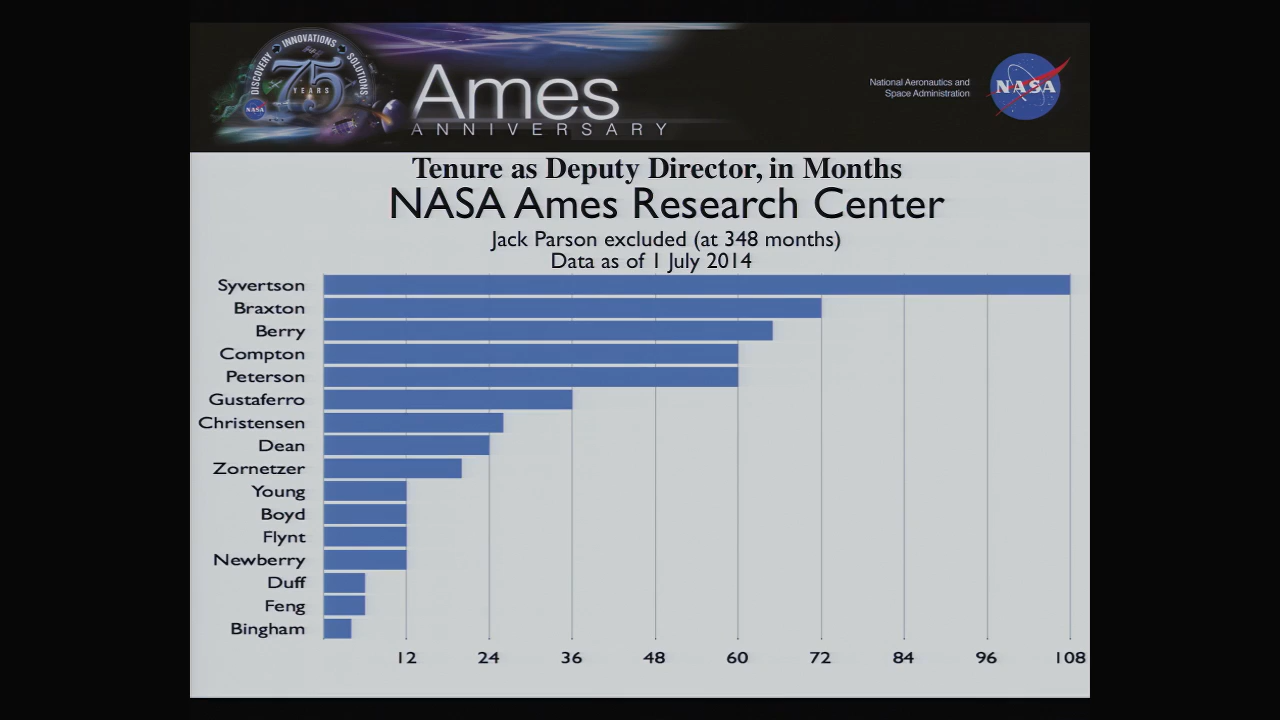 DISCOVERY INNOVATIONS SOLUTIONS
75
YEARS
NASA
Ames
ANNIVERSARY
National Aeronautics and
Space Administration
NASA
Tenure as Deputy Director, in Months
NASA Ames Research Center
Jack Parson excluded (at 348 months)
Data as of 1 July 2014
Syvertson
Braxton
Berry
Compton
Peterson
Gustaferro
Christensen
Dean
Zornetzer
Young
Boyd
Flynt
Newberry
Duff
Feng
Bingham
12 24 36 48 60 72 84 96 108